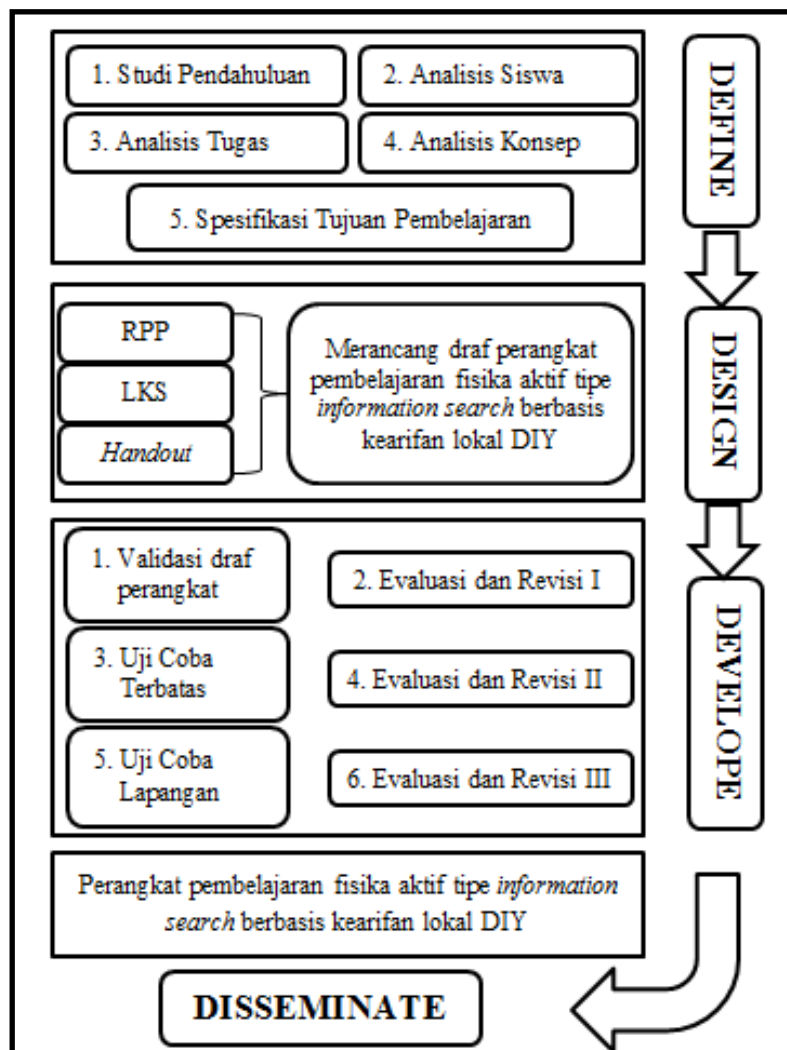 1. Studi Pendahuluan
2. Analisis Siswa
3. Analisis Tugas
4. Analisis Konsep
5. Spesifikasi Tujuan Pembelajaran
DEFINE
RPP
LKS
Handout
Merancang draf perangkat
pembelajaran fisika aktif tipe
information search berbasis
kearifan lokal DIY
DESIGN
1. Validasi draf
perangkat
2. Evaluasi dan Revisi I
3. Uji Coba
Terbatas
4. Evaluasi dan Revisi II
5. Uji Coba
Lapangan
6. Evaluasi dan Revisi III
DEVELOPE
Perangkat pembelajaran fisika aktif tipe information
search berbasis kearifan lokal DIY
DISSEMINATE